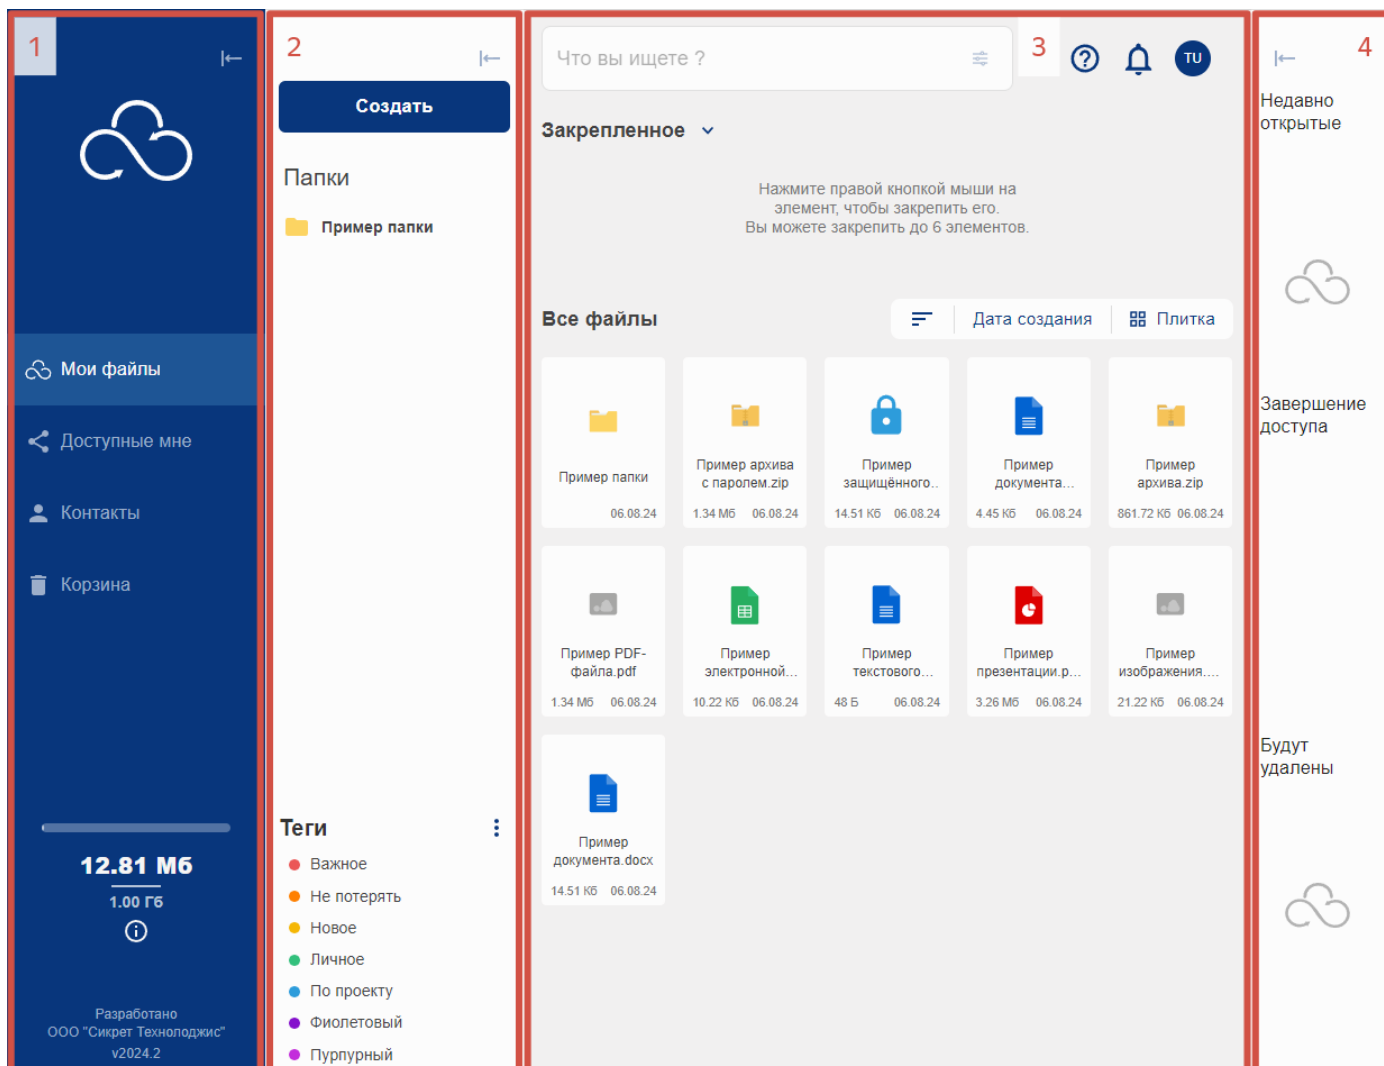 1
Мои файлы
Доступные мне
Контакты
Корзина
12.81 Мб
1.00 Гб
Разработано
ООО "Сикрет Технолоджис"
v2024.2
2
Создать
Папки
Пример папки
Теги
Важное
Не потерять
Новое
Личное
По проекту
Фиолетовый
Пурпурный
Что вы ищете ?
3
TU
Закрепленное
Нажмите правой кнопкой мыши на
элемент, чтобы закрепить его.
Вы можете закрепить до 6 элементов.
Все файлы
Дата создания
Плитка
Пример папки
06.08.24
Пример архива
с паролем.zip
1.34 Мб 06.08.24
Пример
защищённого...
14.51 Кб 06.08.24
Пример
документа...
4.45 Кб 06.08.24
Пример
архива.zip
861.72 Кб 06.08.24
Пример PDF-
файла.pdf
1.34 Мб 06.08.24
Пример
электронной...
10.22 Кб 06.08.24
Пример
текстового...
48 Б 06.08.24
Пример
презентации.p...
3.26 Мб 06.08.24
Пример
изображения....
21.22 Кб 06.08.24
Пример
документа.docx
14.51 Кб 06.08.24
4
Недавно
открытые
Завершение
доступа
Будут
удалены